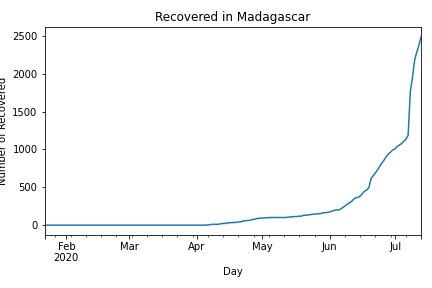 Recovered in Madagascar
Number of Recovered
2500
2000
1500
1000
500
0
Feb
2020
Mar
Apr
May
Jun
Jul
Day